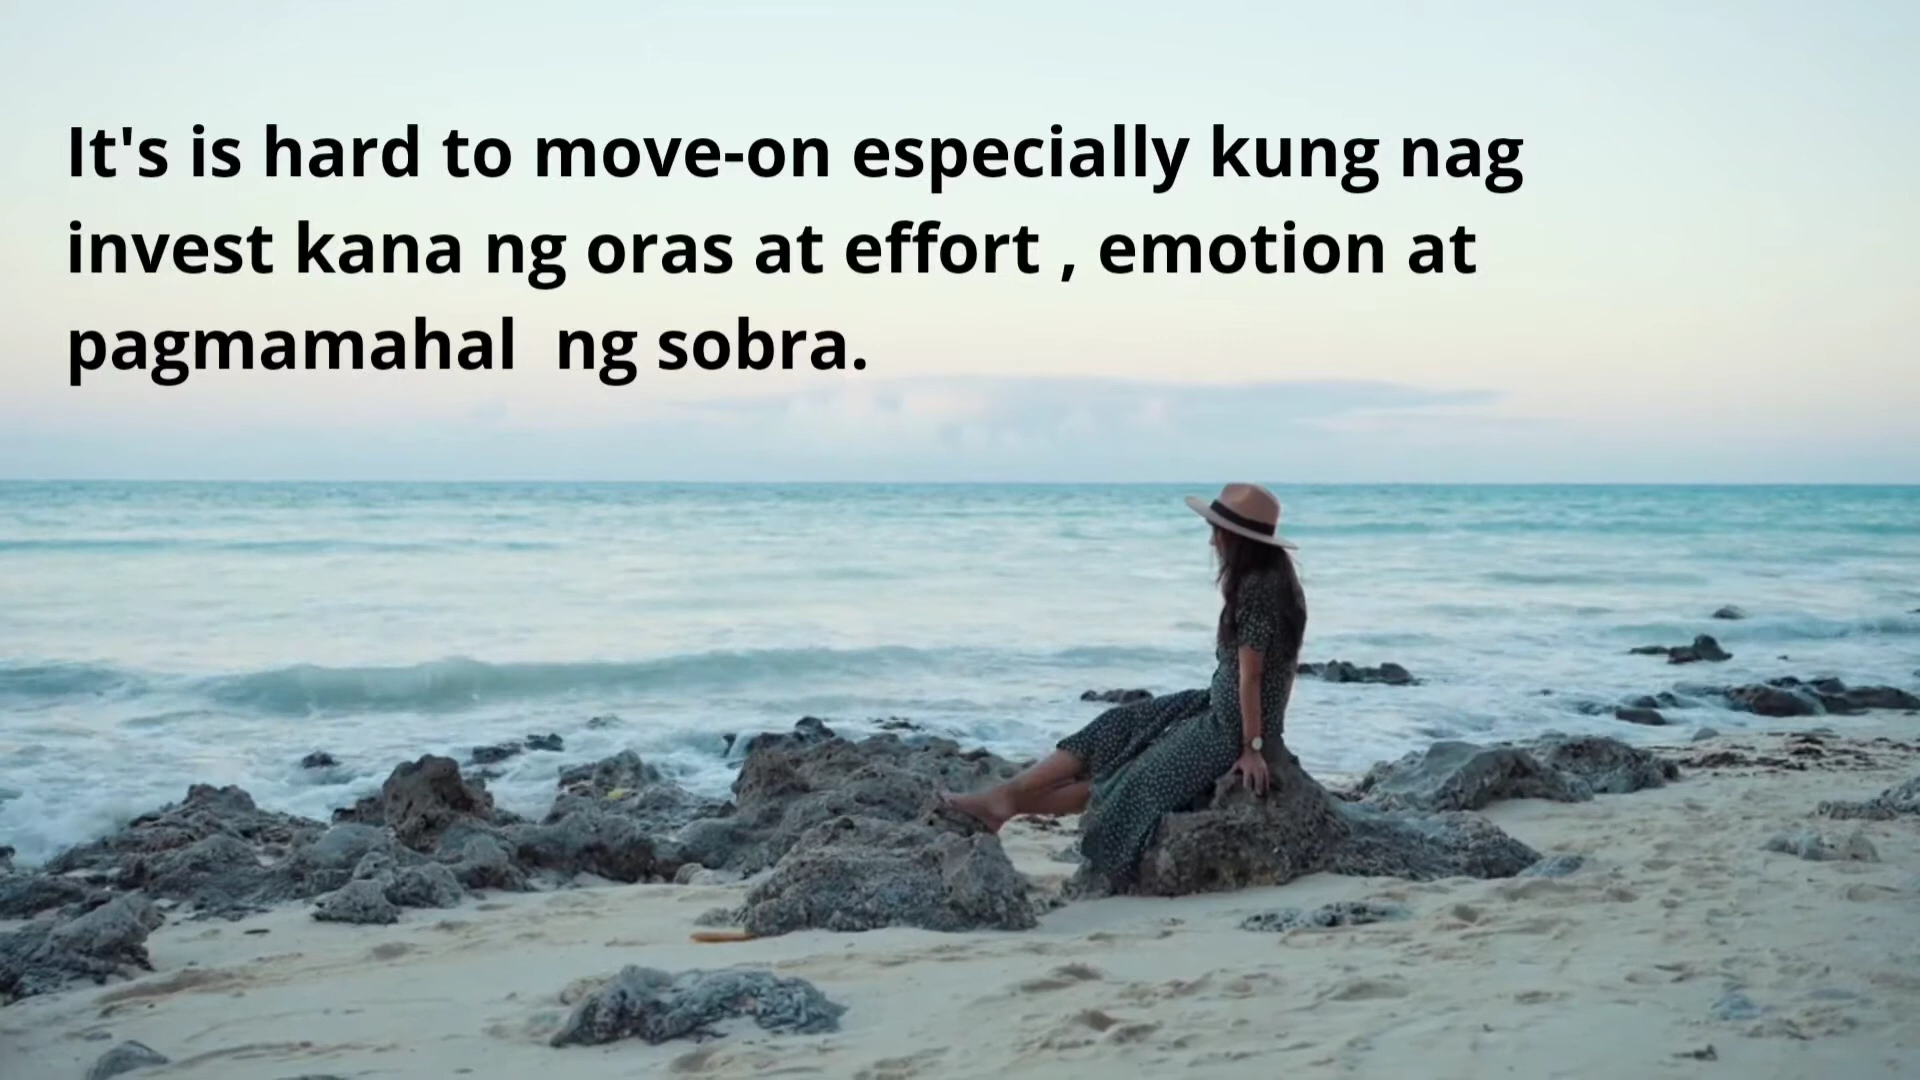 It's is hard to move-on especially kung nag
invest kana ng oras at effort , emotion at
pagmamahal  ng sobra.